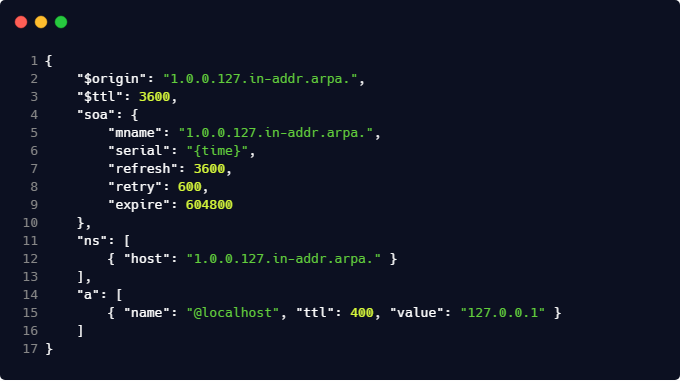 1 {
2     "$origin": "1.0.0.127.in-addr.arpa.",
3     "$ttl": 3600,
4     "soa": {
5         "mname": "1.0.0.127.in-addr.arpa.",
6         "serial": "{time}",
7         "refresh": 3600,
8         "retry": 600,
9         "expire": 604800
10     },
11     "ns": [
12         { "host": "1.0.0.127.in-addr.arpa." }
13     ],
14     "a": [
15         { "name": "@localhost", "ttl": 400, "value": "127.0.0.1" }
16     ]
17 }